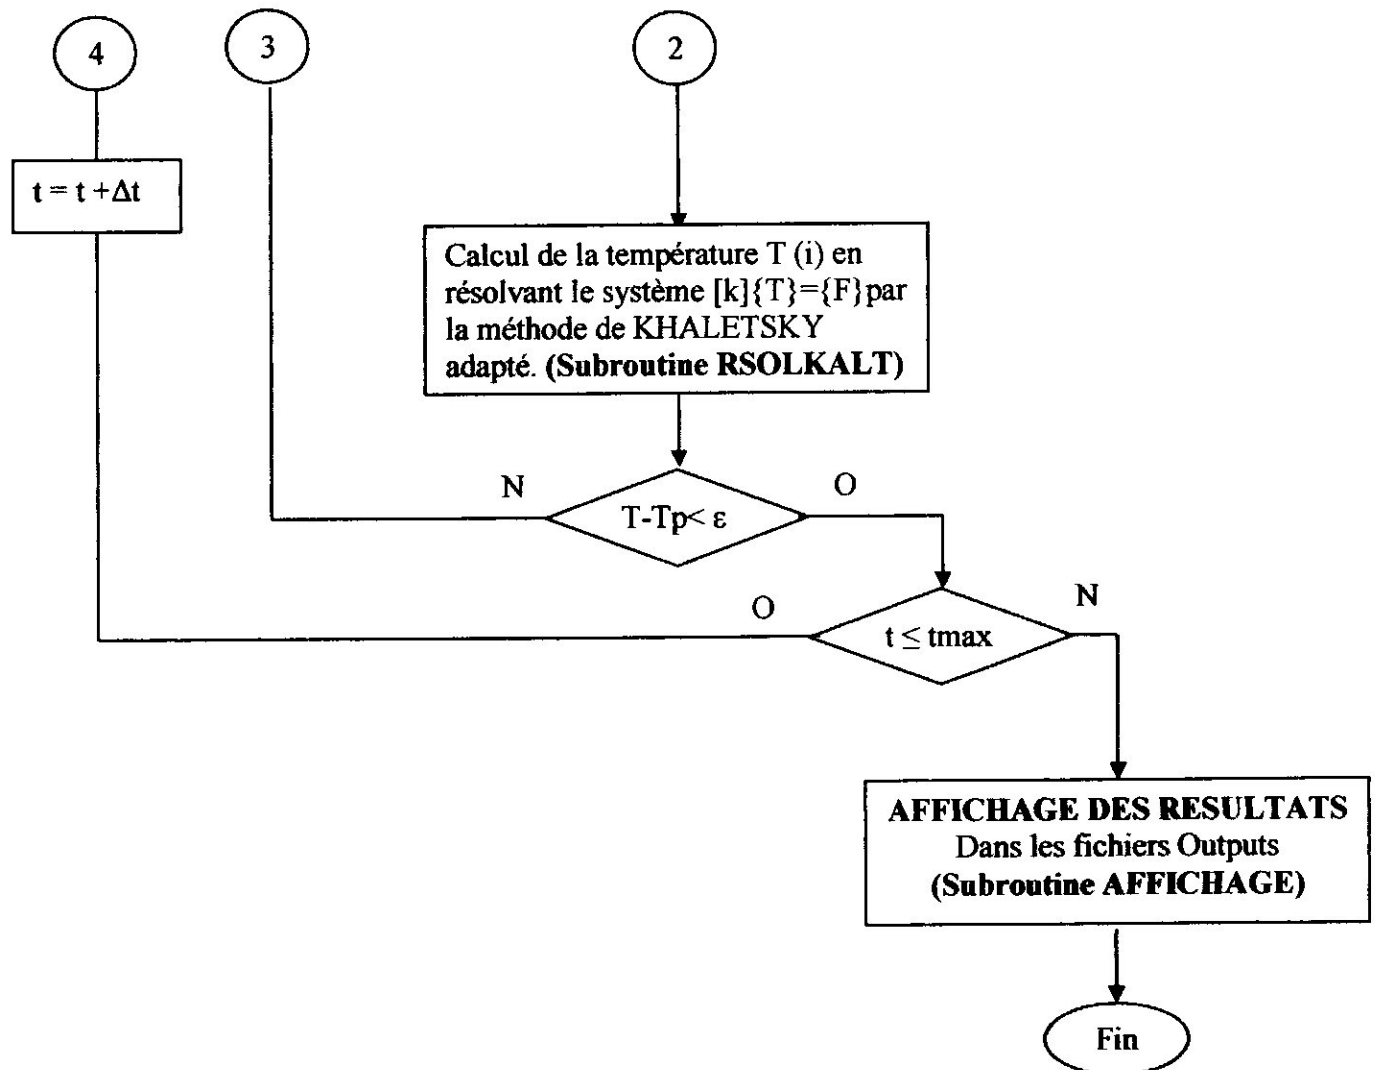 4
3
2
t = t +Δt
Calcul de la température T (i) en
résolvant le système [k]{T}={F}par
la méthode de KHALETSKY
adapté. (Subroutine RSOLKALT)
N
O
T-Tp< ε
O
N
t ≤ tmax
AFFICHAGE DES RESULTATS
Dans les fichiers Outputs
(Subroutine AFFICHAGE)
Fin